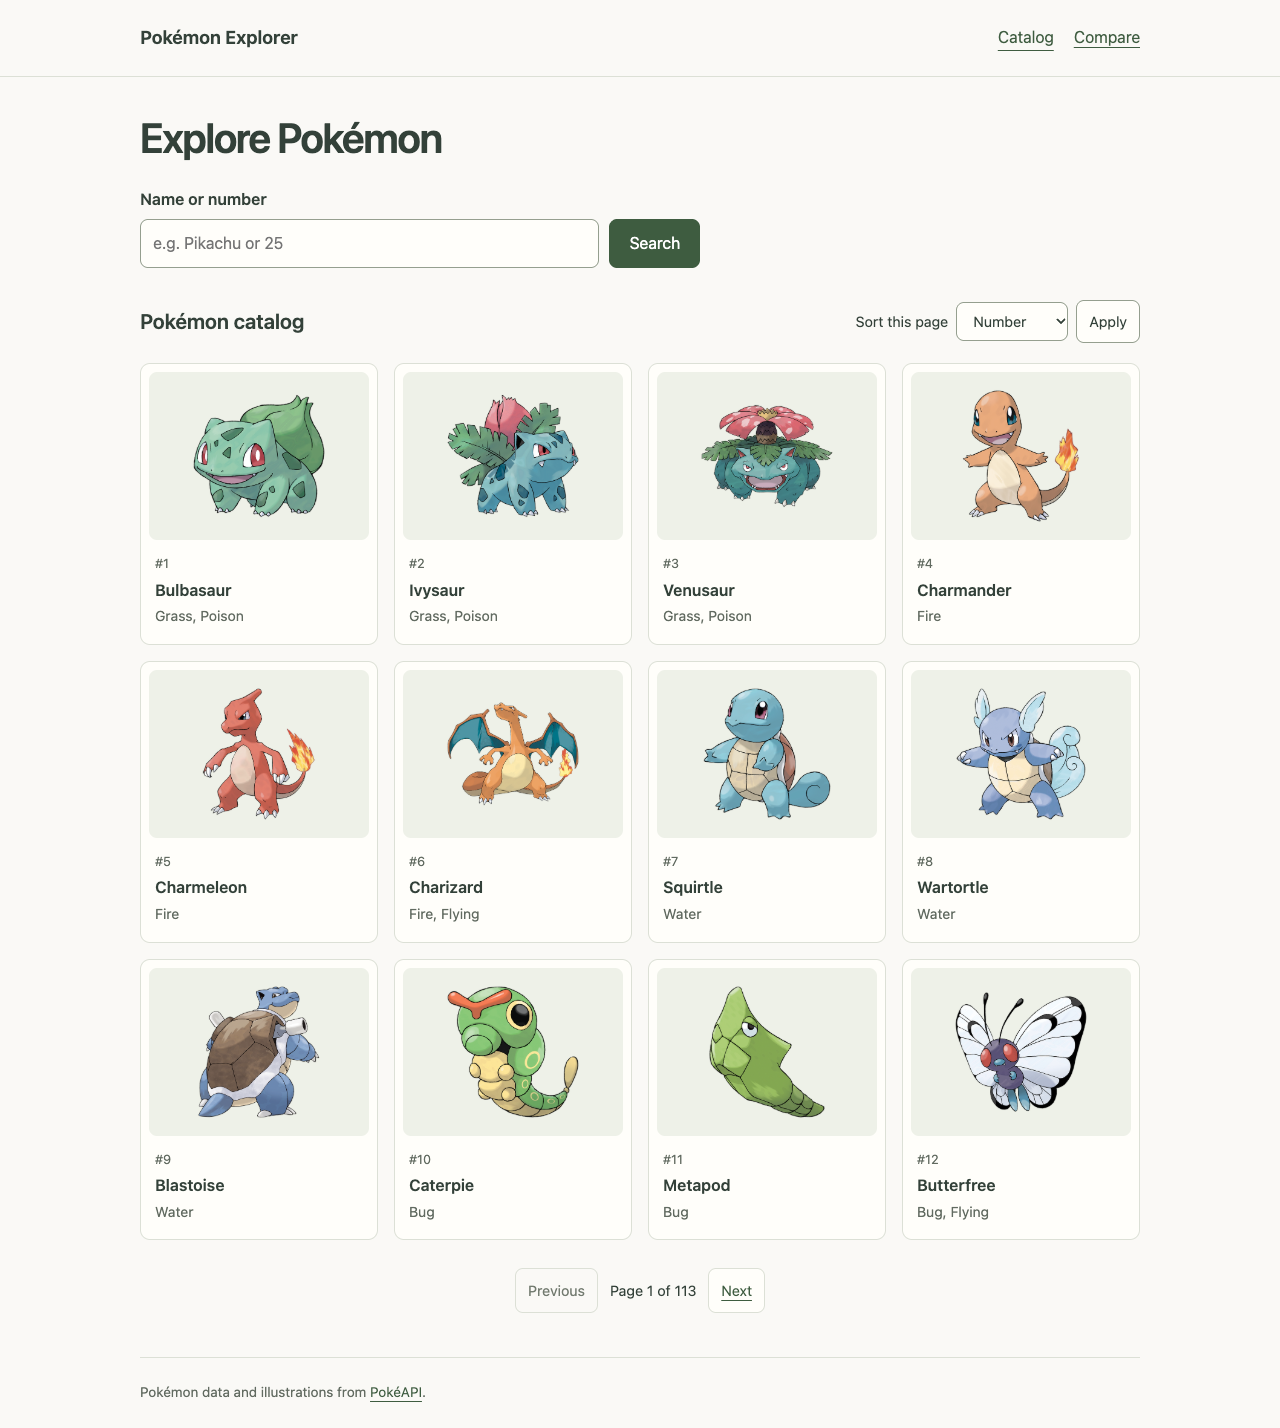 Pokémon Explorer
Catalog Compare
Explore Pokémon
Name or number
e.g. Pikachu or 25 Search
Pokémon catalog
Sort this page Number Apply
#1
Bulbasaur
Grass, Poison
#2
Ivysaur
Grass, Poison
#3
Venusaur
Grass, Poison
#4
Charmander
Fire
#5
Charmeleon
Fire
#6
Charizard
Fire, Flying
#7
Squirtle
Water
#8
Wartortle
Water
#9
Blastoise
Water
#10
Caterpie
Bug
#11
Metapod
Bug
#12
Butterfree
Bug, Flying
Previous Page 1 of 113 Next
Pokémon data and illustrations from PokéAPI.